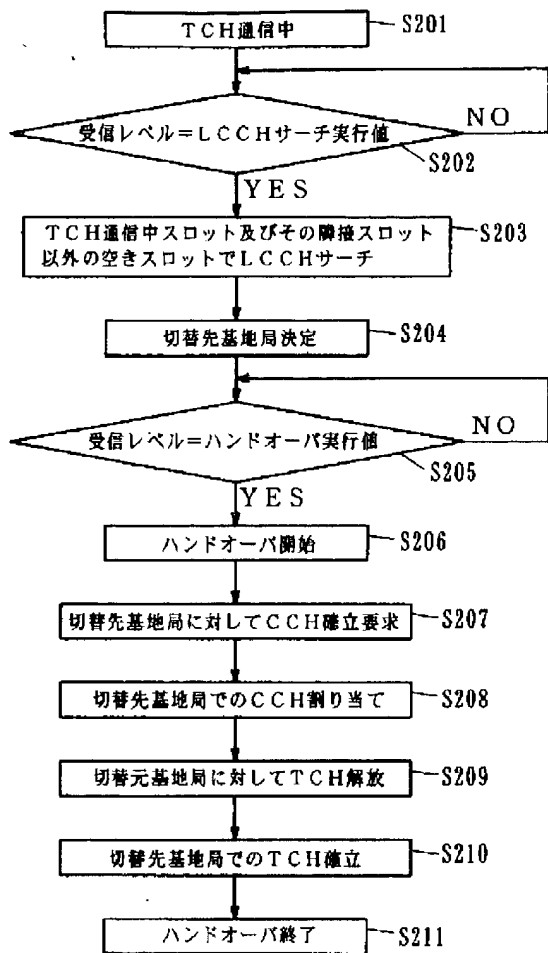 TCH通信中
S201
受信レベル=LCCHサーチ実行値
NO
S202
YES
TCH通信中スロット及びその隣接スロット
以外の空きスロットでLCCHサーチ
S203
切替先基地局決定
S204
受信レベル=ハンドオーバ実行値
NO
S205
YES
ハンドオーバ開始
S206
切替先基地局に対してCCH確立要求
S207
切替先基地局でのCCH割り当て
S208
切替元基地局に対してTCH解放
S209
切替先基地局でのTCH確立
S210
ハンドオーバ終了
S211